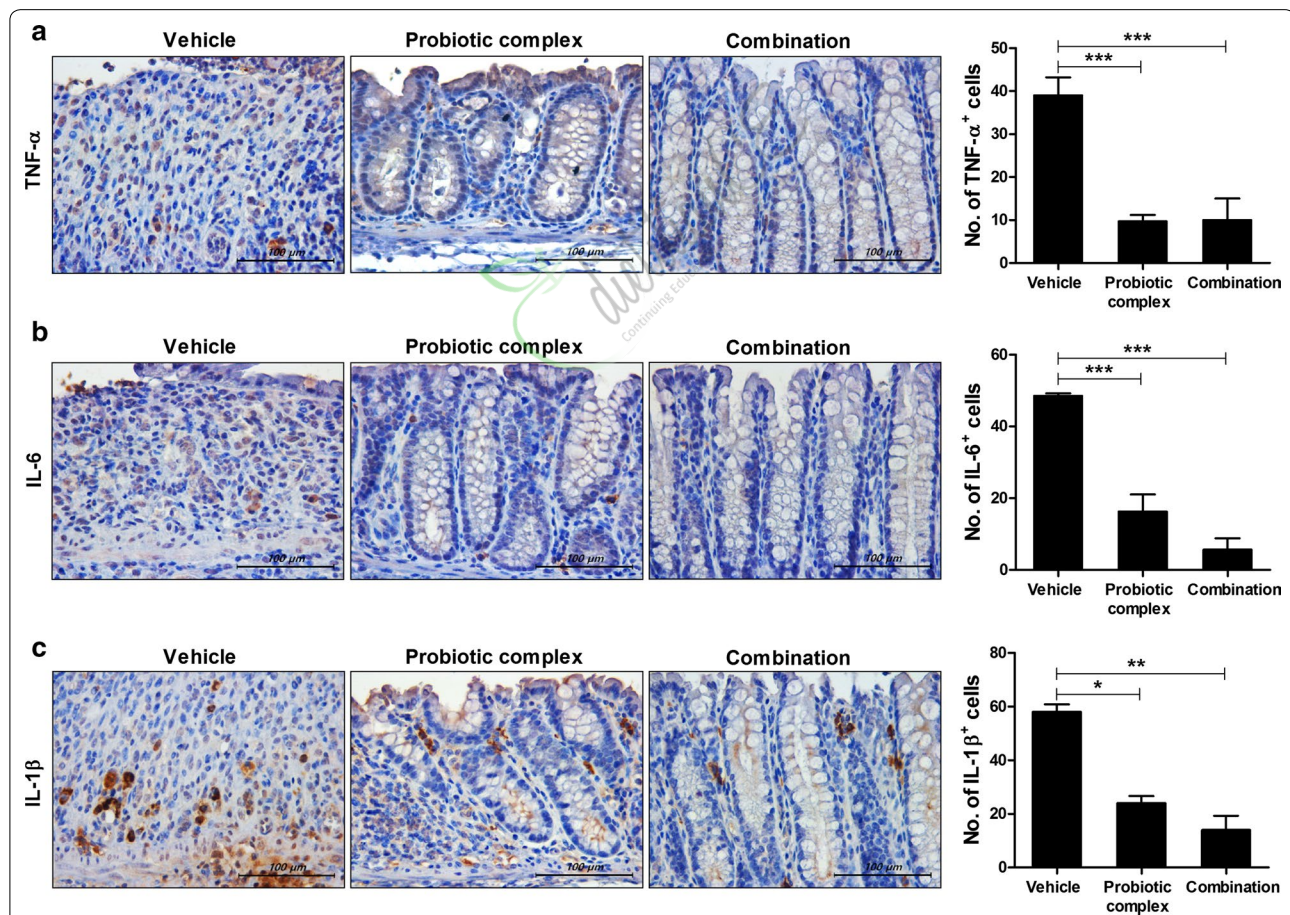 a
Vehicle
Probiotic complex
Combination
TNF-α
100 µm
100 µm
100 µm
No. of TNF-α+ cells
50
40
30
20
10
0
***
***
Vehicle
Probiotic complex
Combination
Continuing Edu
b
Vehicle
Probiotic complex
Combination
IL-6
100 µm
100 µm
100 µm
No. of IL-6+ cells
60
40
20
0
***
***
Vehicle
Probiotic complex
Combination
c
Vehicle
Probiotic complex
Combination
IL-1β
100 µm
100 µm
100 µm
No. of IL-1β+ cells
80
60
40
20
0
**
*
Vehicle
Probiotic complex
Combination